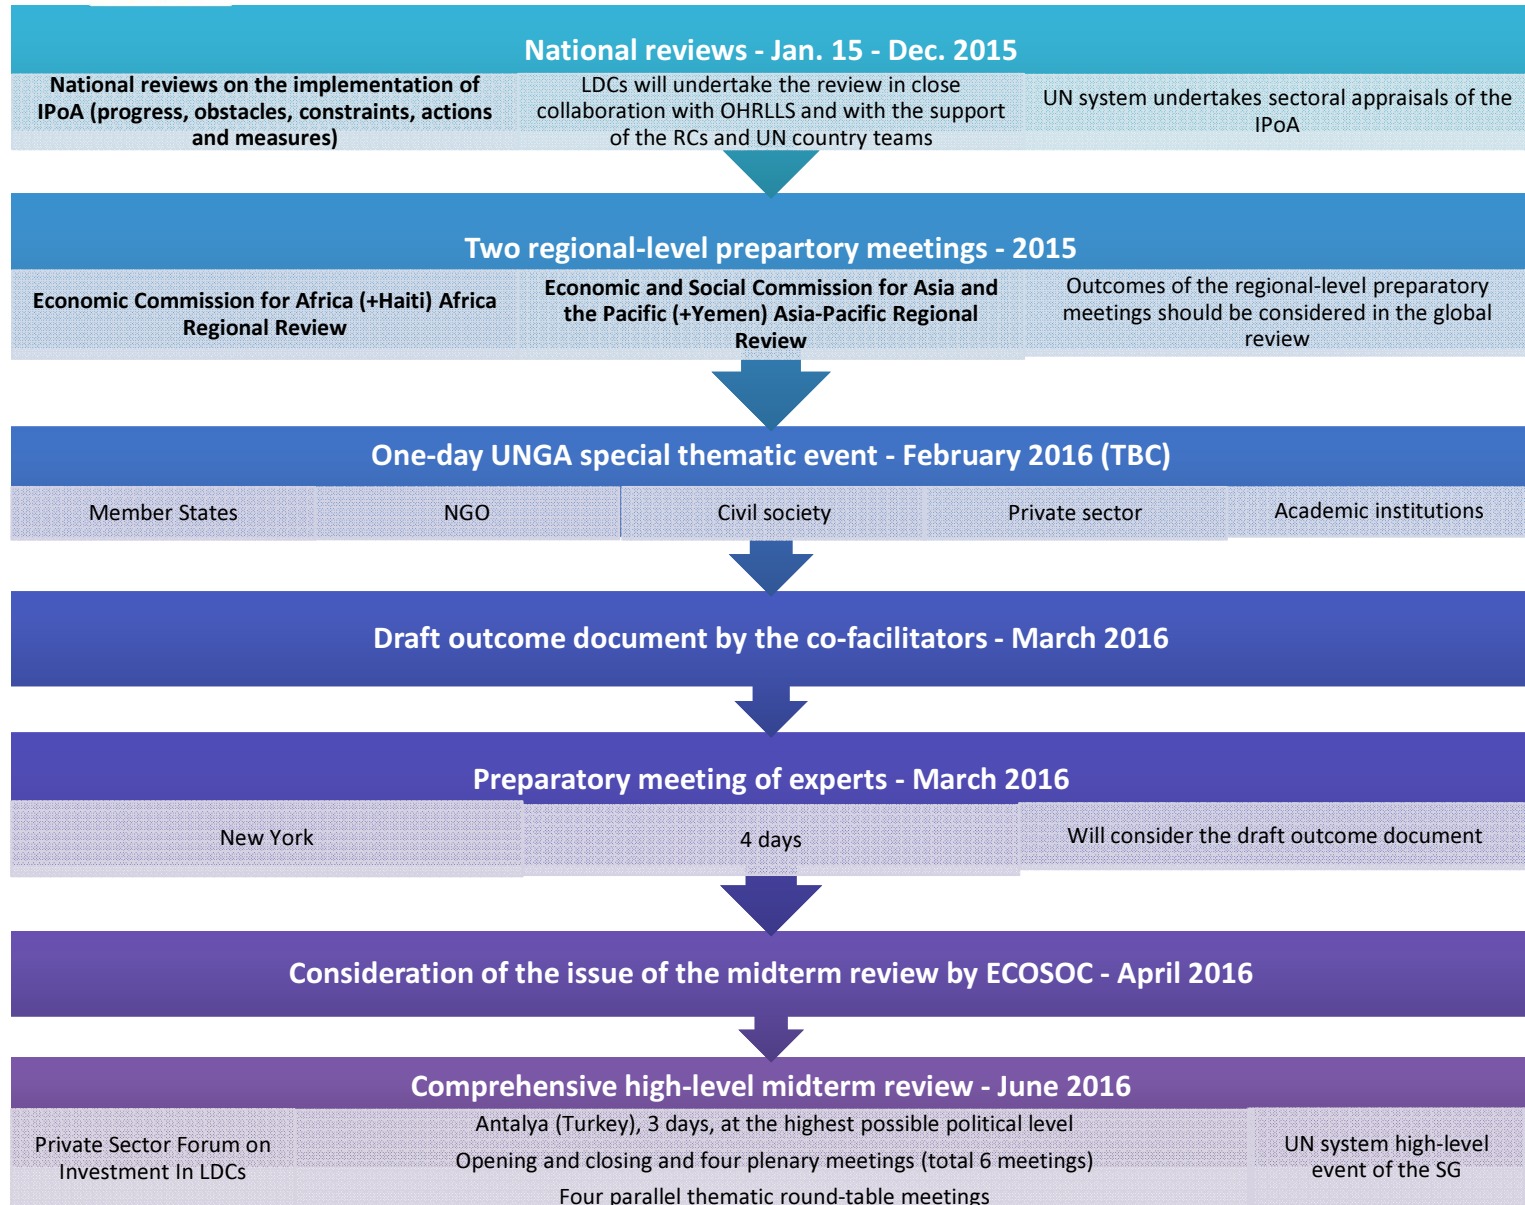 National reviews - Jan. 15 - Dec. 2015
National reviews on the implementation of
IPoA (progress, obstacles, constraints, actions
and measures)
LDCs will undertake the review in close
collaboration with OHRLLS and with the support
of the RCs and UN country teams
UN system undertakes sectoral appraisals of the
IPoA
Two regional-level prepartory meetings - 2015
Economic Commission for Africa (+Haiti) Africa
Regional Review
Economic and Social Commission for Asia and
the Pacific (+Yemen) Asia-Pacific Regional
Review
Outcomes of the regional-level preparatory
meetings should be considered in the global
review
One-day UNGA special thematic event - February 2016 (TBC)
Member States
NGO
Civil society
Private sector
Academic institutions
Draft outcome document by the co-facilitators - March 2016
Preparatory meeting of experts - March 2016
New York
4 days
Will consider the draft outcome document
Consideration of the issue of the midterm review by ECOSOC - April 2016
Comprehensive high-level midterm review - June 2016
Private Sector Forum on
Investment In LDCs
Antalya (Turkey), 3 days, at the highest possible political level
Opening and closing and four plenary meetings (total 6 meetings)
Four parallel thematic round-table meetings
UN system high-level
event of the SG